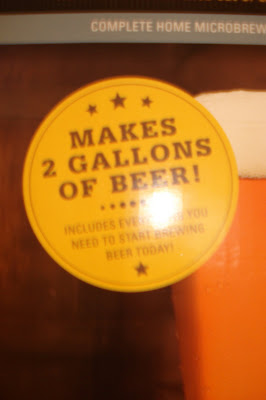 COMPLETE HOME MICROBREW
MAKES
2 GALLONS
OF BEER!
INCLUDES YOU
NEED TO START BREWING
BEER TODAY!